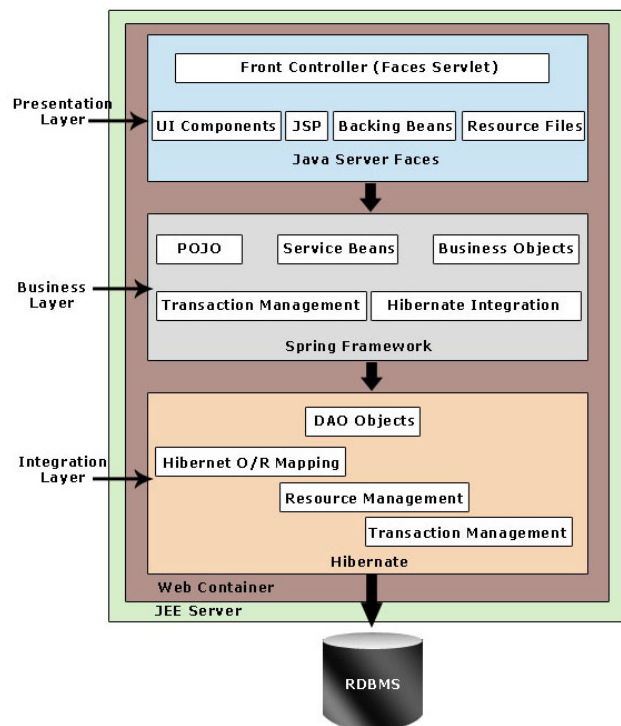 Front Controller (Faces Servlet)
Presentation
Layer
UI Components
JSP
Backing Beans
Resource Files
Java Server Faces
POJO
Service Beans
Business Objects
Business
Layer
Transaction Management
Hibernate Integration
Spring Framework
DAO Objects
Integration
Layer
Hibernet O/R Mapping
Resource Management
Transaction Management
Hibernate
Web Container
JEE Server
RDBMS